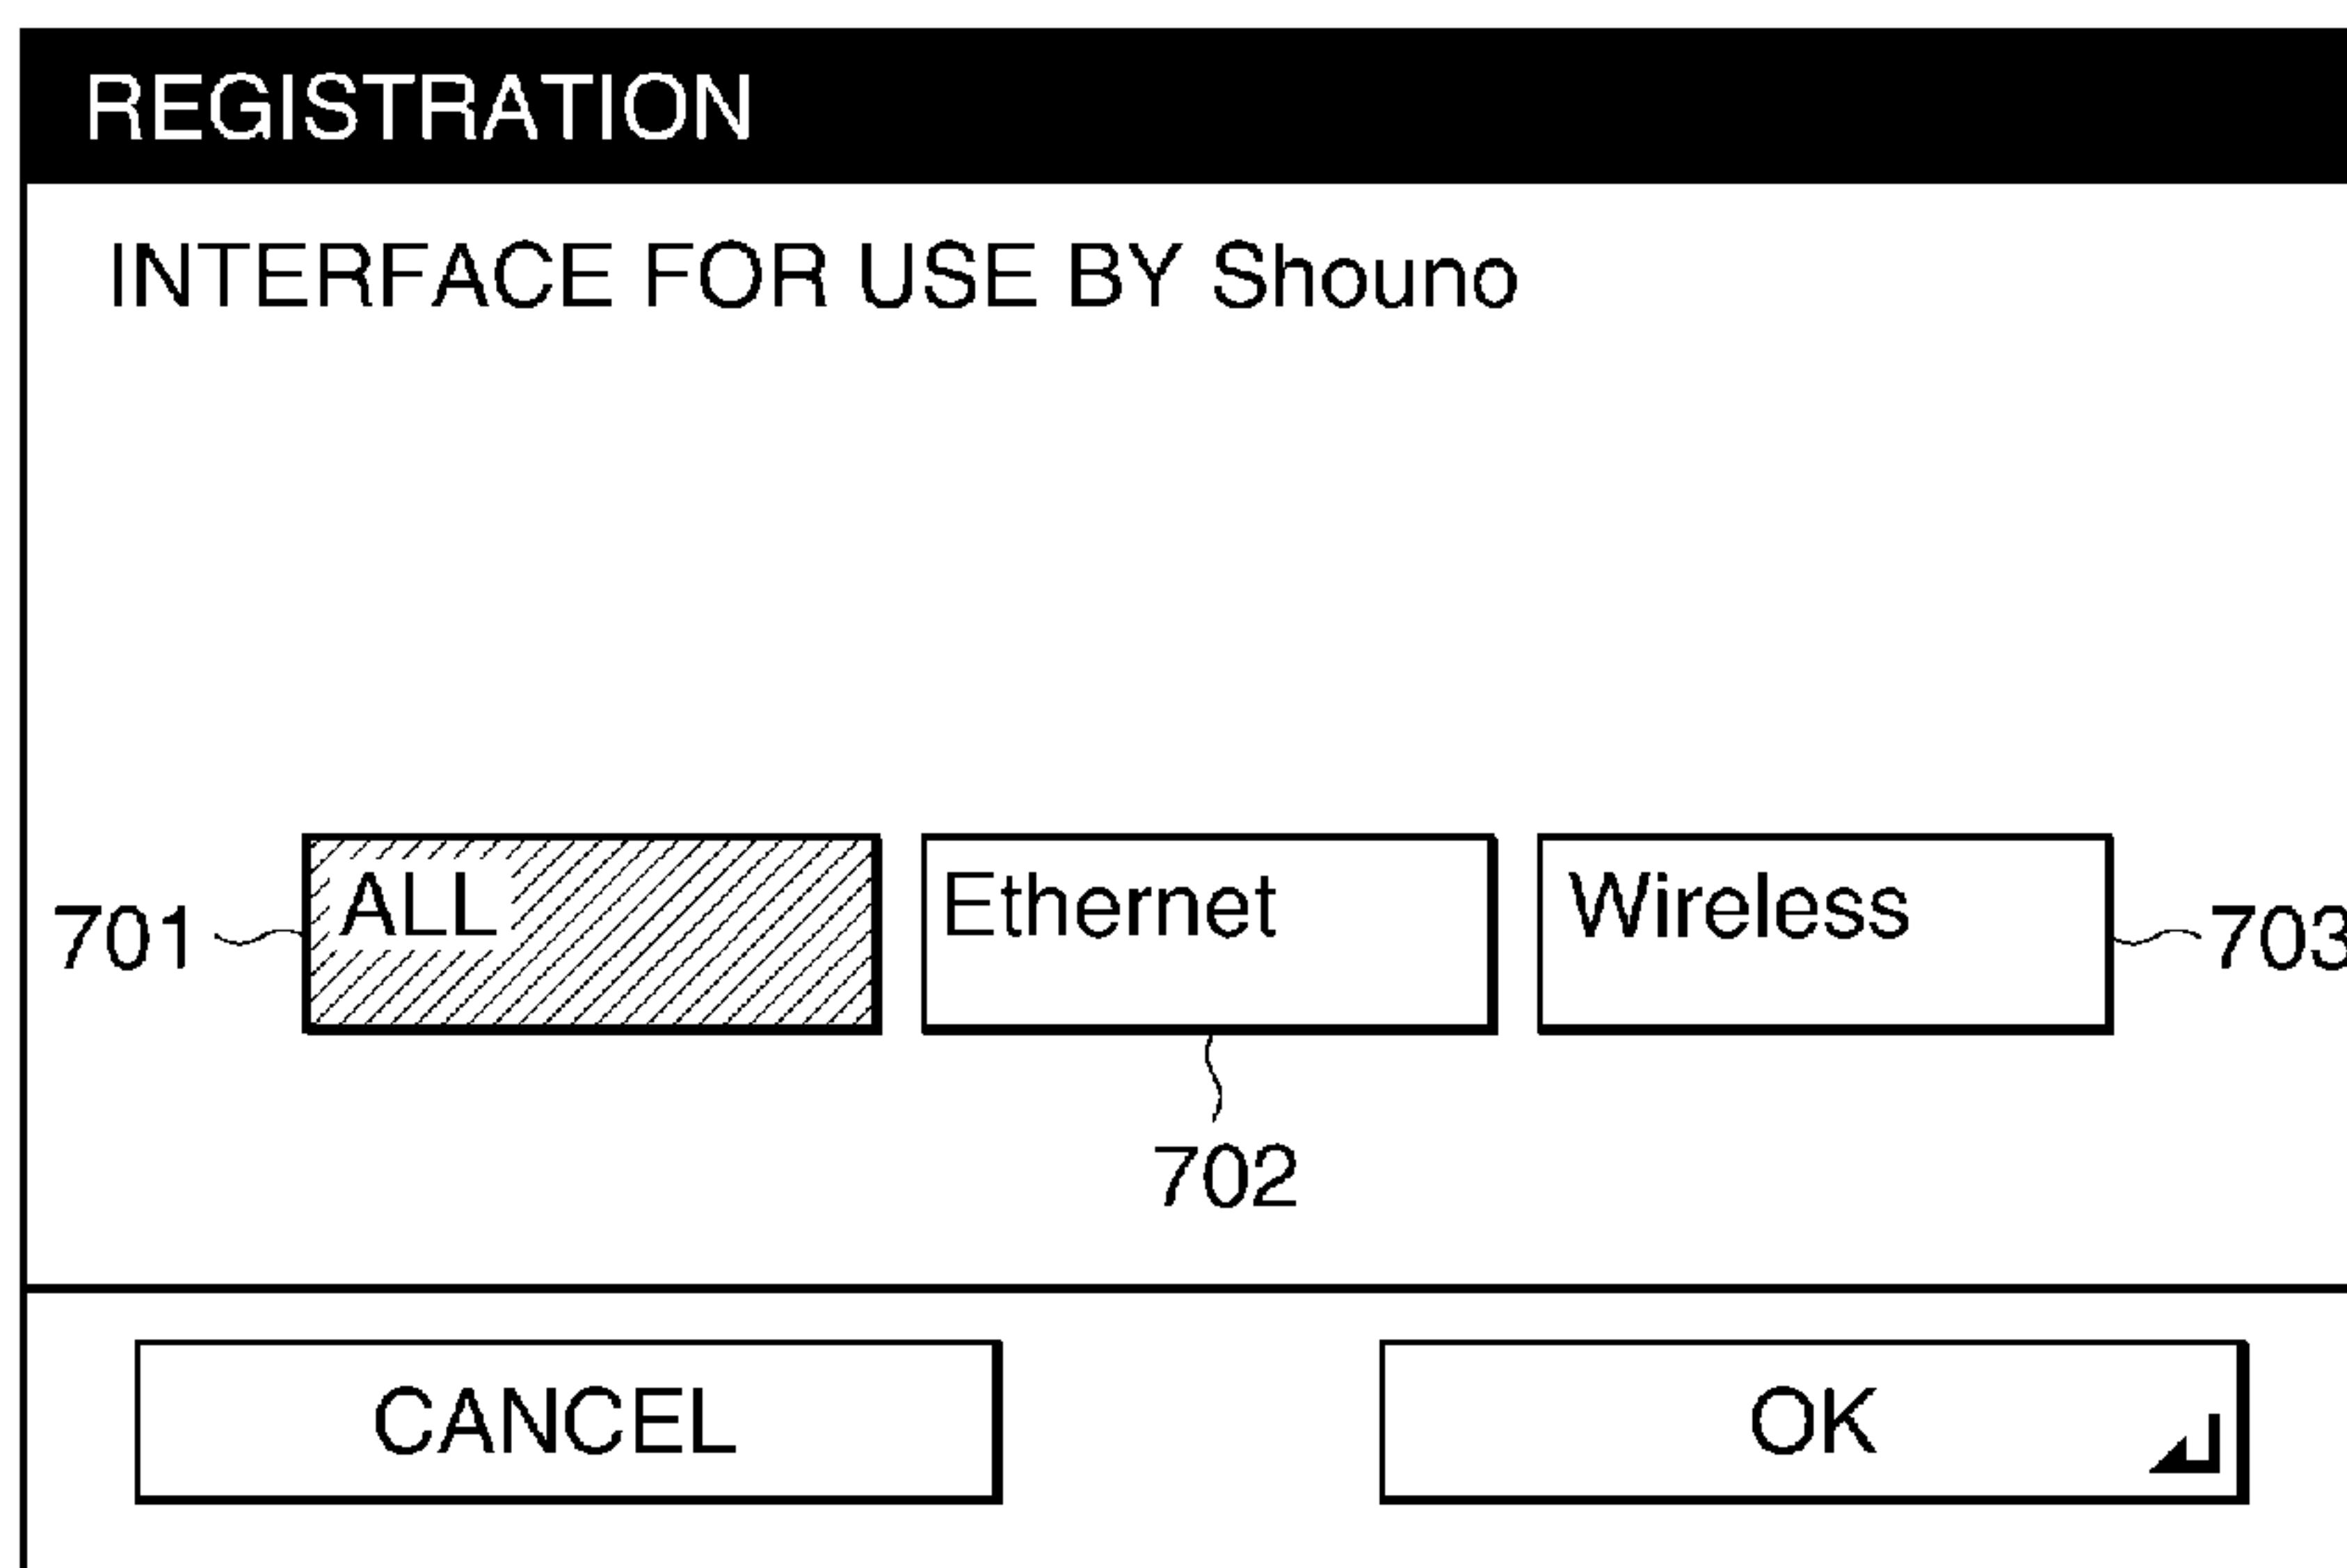 REGISTRATION
INTERFACE FOR USE BY Shouno
701 ALL Ethernet Wireless 703
702
CANCEL OK